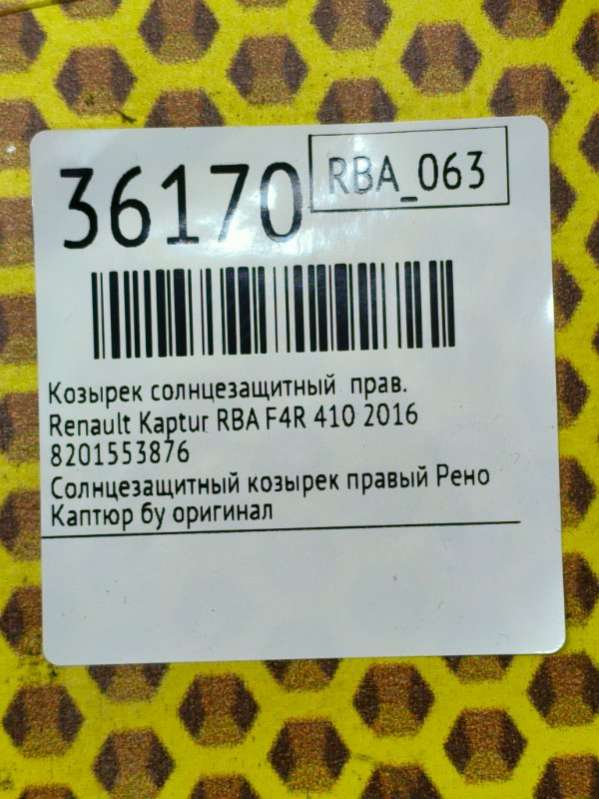 36170
RBA_063
Козырек солнцезащитный прав.
Renault Kaptur RBA F4R 410 2016
8201553876
Солнцезащитный козырек правый Рено
Каптюр бу оригинал